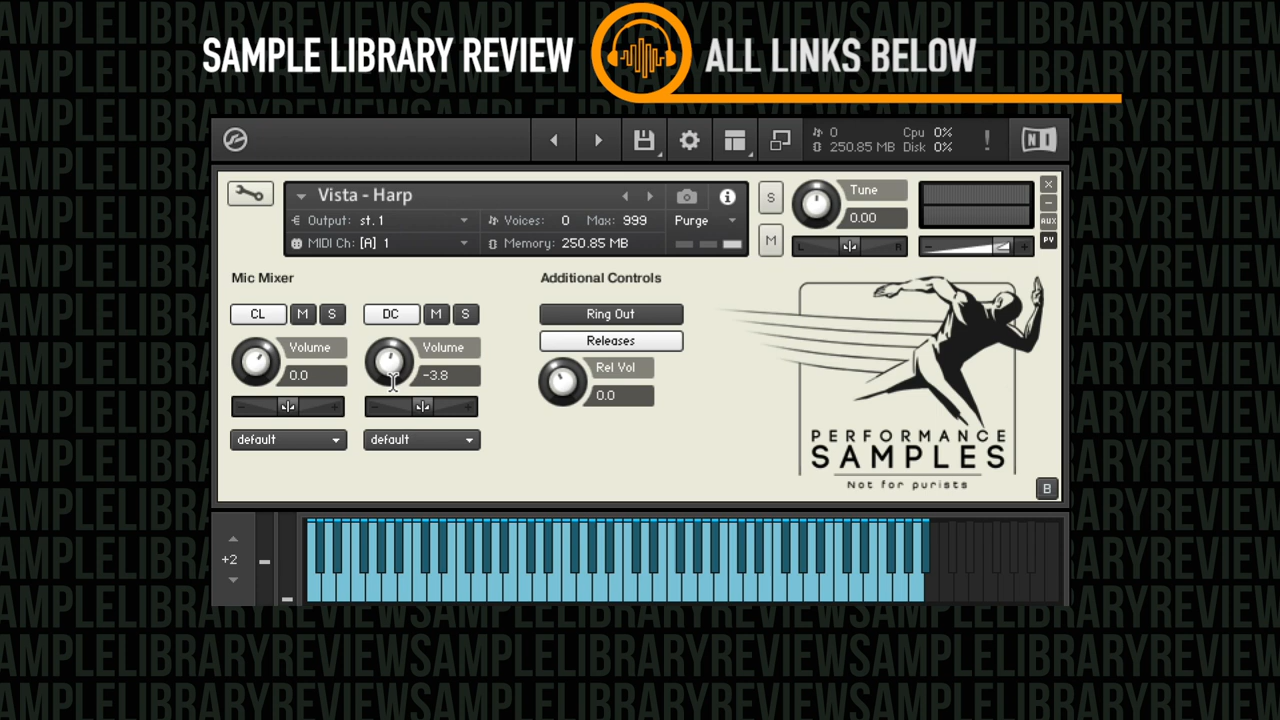 SAMPLE LIBRARY REVIEW ALL LINKS BELOW
0 Cpu 0%
250.85 MB Disk 0%
!
NI
Vista - Harp
i
S
Tune
x
Output: st. 1
Voices: 0 Max: 999
Purge
0.00
AUX
MIDI Ch: [A] 1
Memory: 250.85 MB
M
L
R
- +
PV
Mic Mixer
Additional Controls
CL M S
DC M S
Ring Out
Releases
Volume
Volume
0.0
-3.8
Rel Vol
0.0
- +
- +
default
default
PERFORMANCE
SAMPLES
Not for purists
B
+2